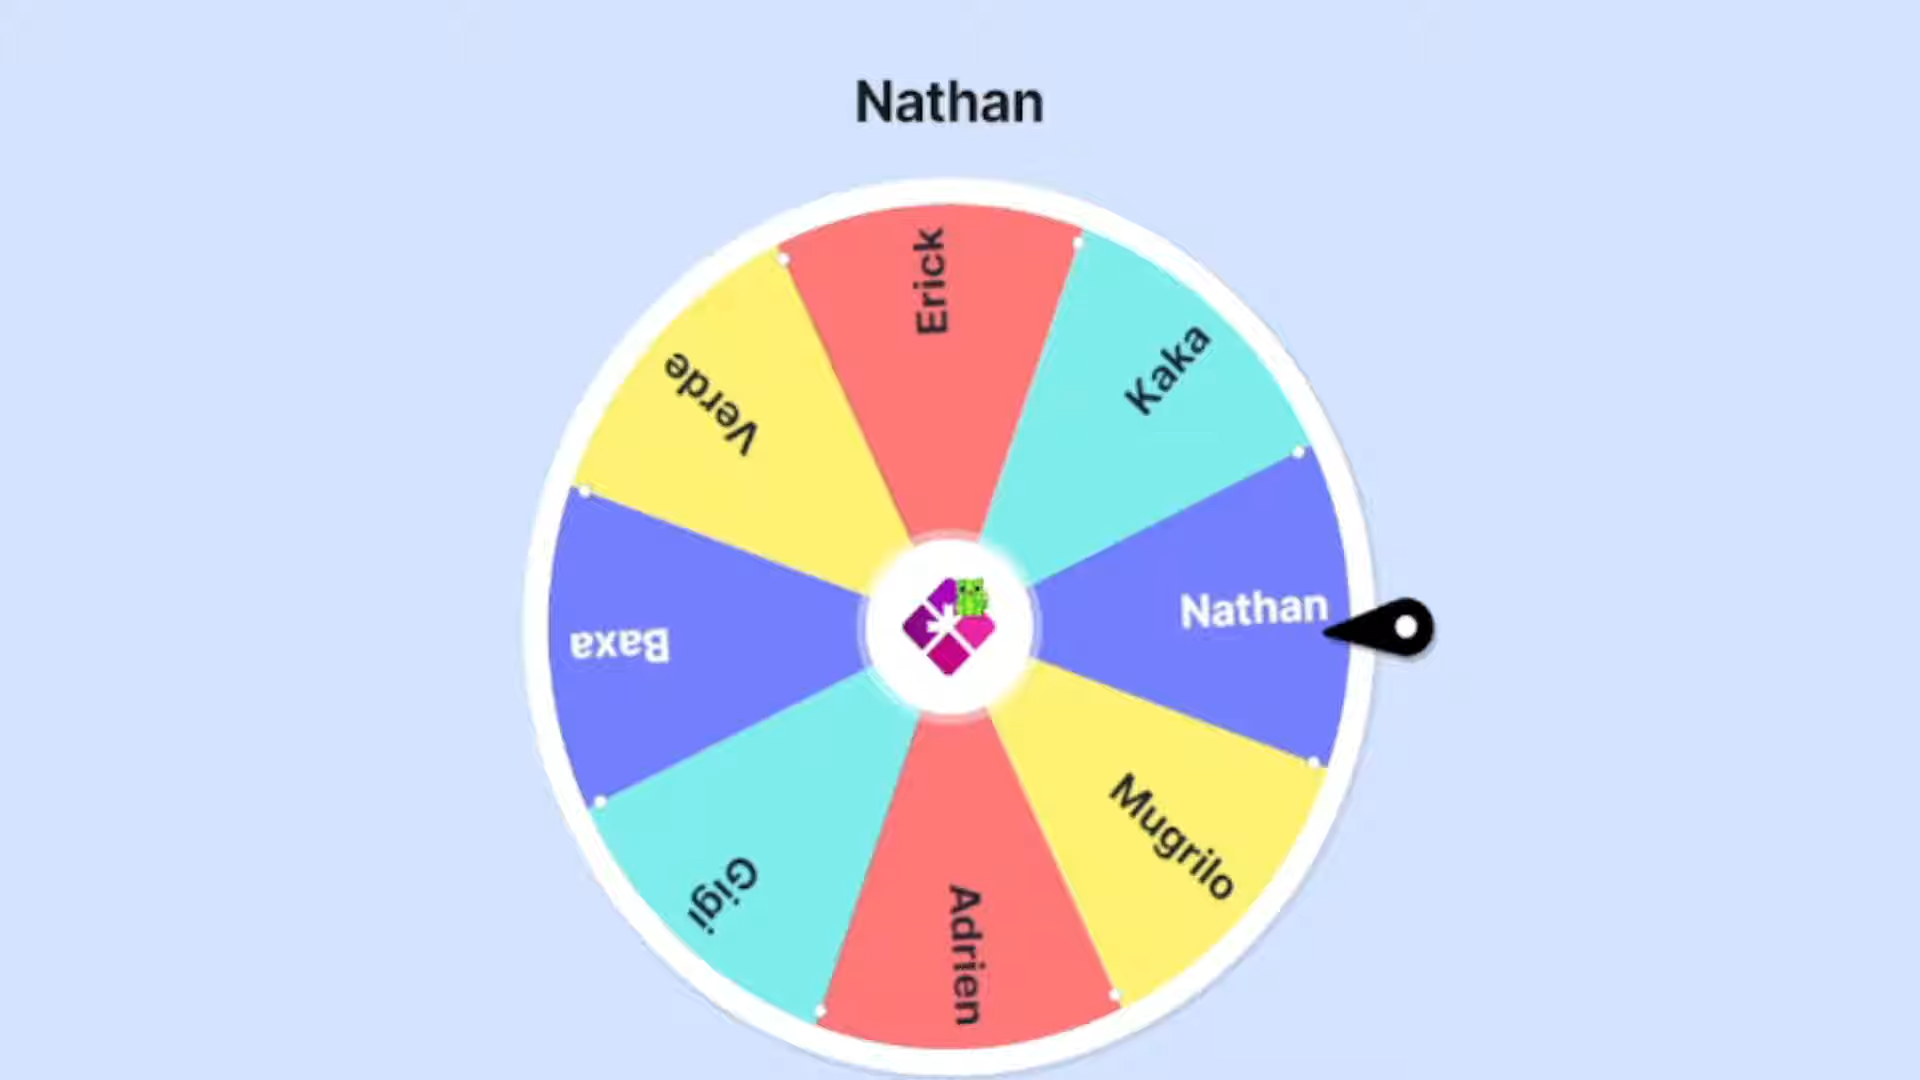 Nathan
Erick
Kaka
Nathan
Mugrilo
Adrien
Gigi
Baxa
Verde